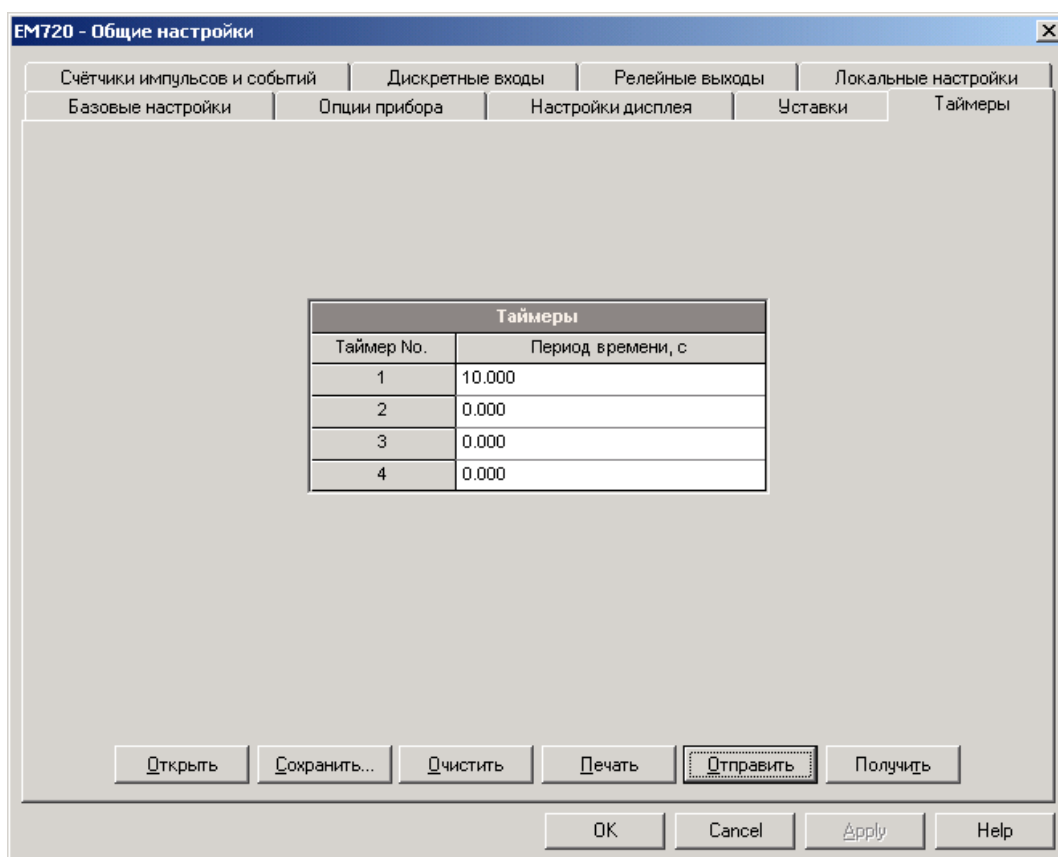 EM720 - Общие настройки
Счётчики импульсов и событий Дискретные входы Релейные выходы Локальные настройки
Базовые настройки Опции прибора Настройки дисплея Уставки Таймеры
Таймеры
Таймер No. Период времени, с
1 10.000
2 0.000
3 0.000
4 0.000
Открыть Сохранить... Очистить Печать Отправить Получить
OK Cancel Apply Help